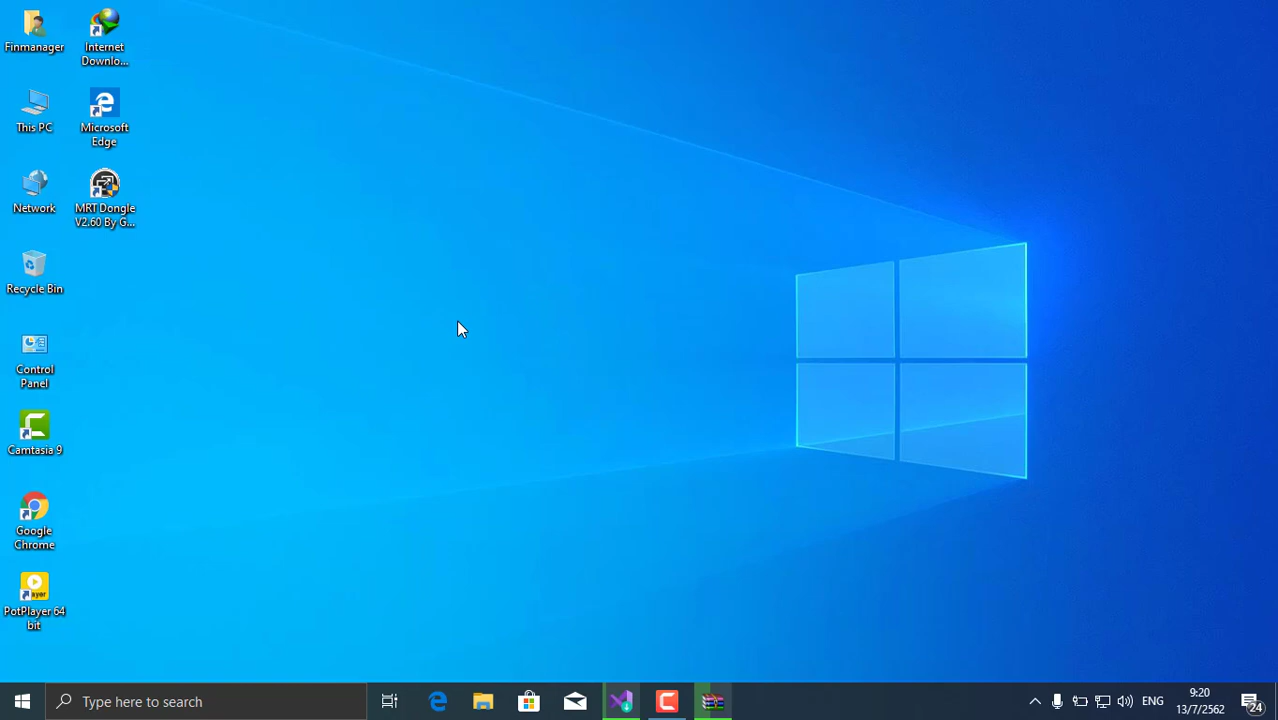 Finmanager
Internet
Downlo...
This PC
Microsoft
Edge
Network
MRT Dongle
V2.60 By G...
Recycle Bin
Control
Panel
Camtasia 9
Google
Chrome
PotPlayer 64
bit
Type here to search
ENG
9:20
13/7/2562
24